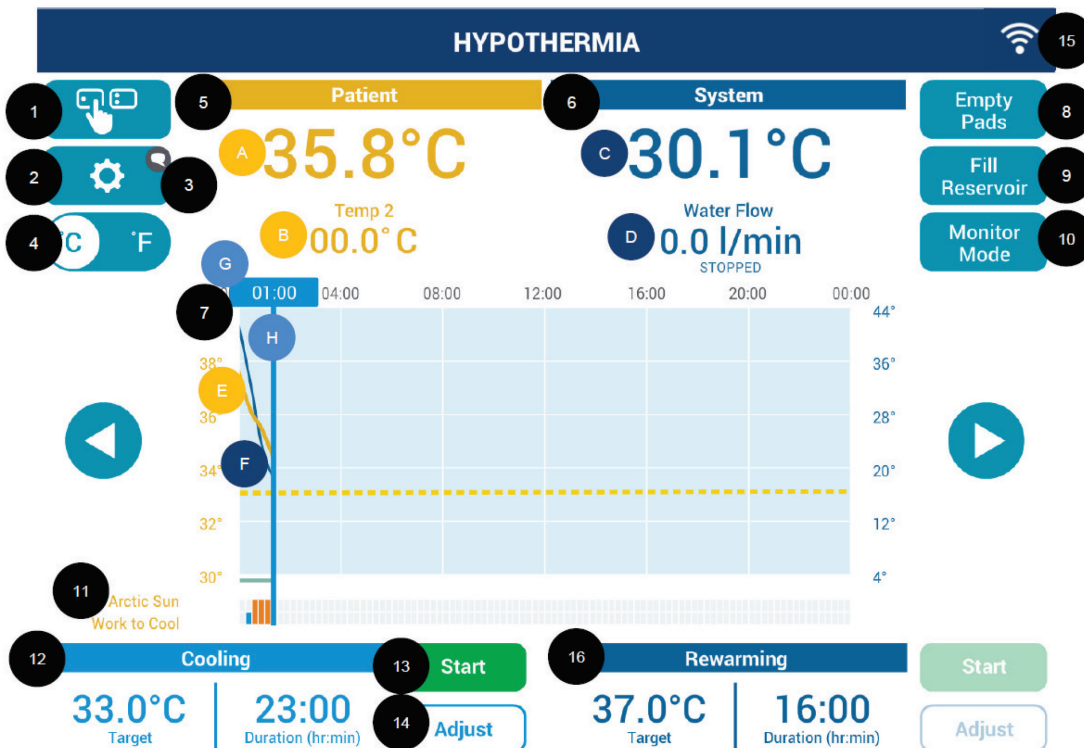 HYPOTHERMIA
15
1
5
Patient
6
System
Empty
Pads
8
A
35.8°C
C
30.1°C
2
3
Fill
Reservoir
9
4
°C
°F
Temp 2
B
00.0°C
Water Flow
D
0.0 l/min
STOPPED
Monitor
Mode
10
G
7
01:00
04:00
08:00
12:00
16:00
20:00
00:00
H
E
F
38°
36°
34°
32°
30°
44°
36°
28°
20°
12°
4°
11
Arctic Sun
Work to Cool
12
Cooling
13
Start
33.0°C
Target
23:00
Duration (hr:min)
14
Adjust
16
Rewarming
Start
37.0°C
Target
16:00
Duration (hr:min)
Adjust